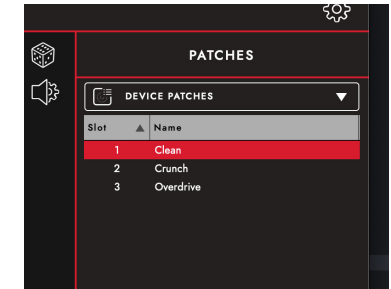 PATCHES
DEVICE PATCHES
Slot Name
1 Clean
2 Crunch
3 Overdrive